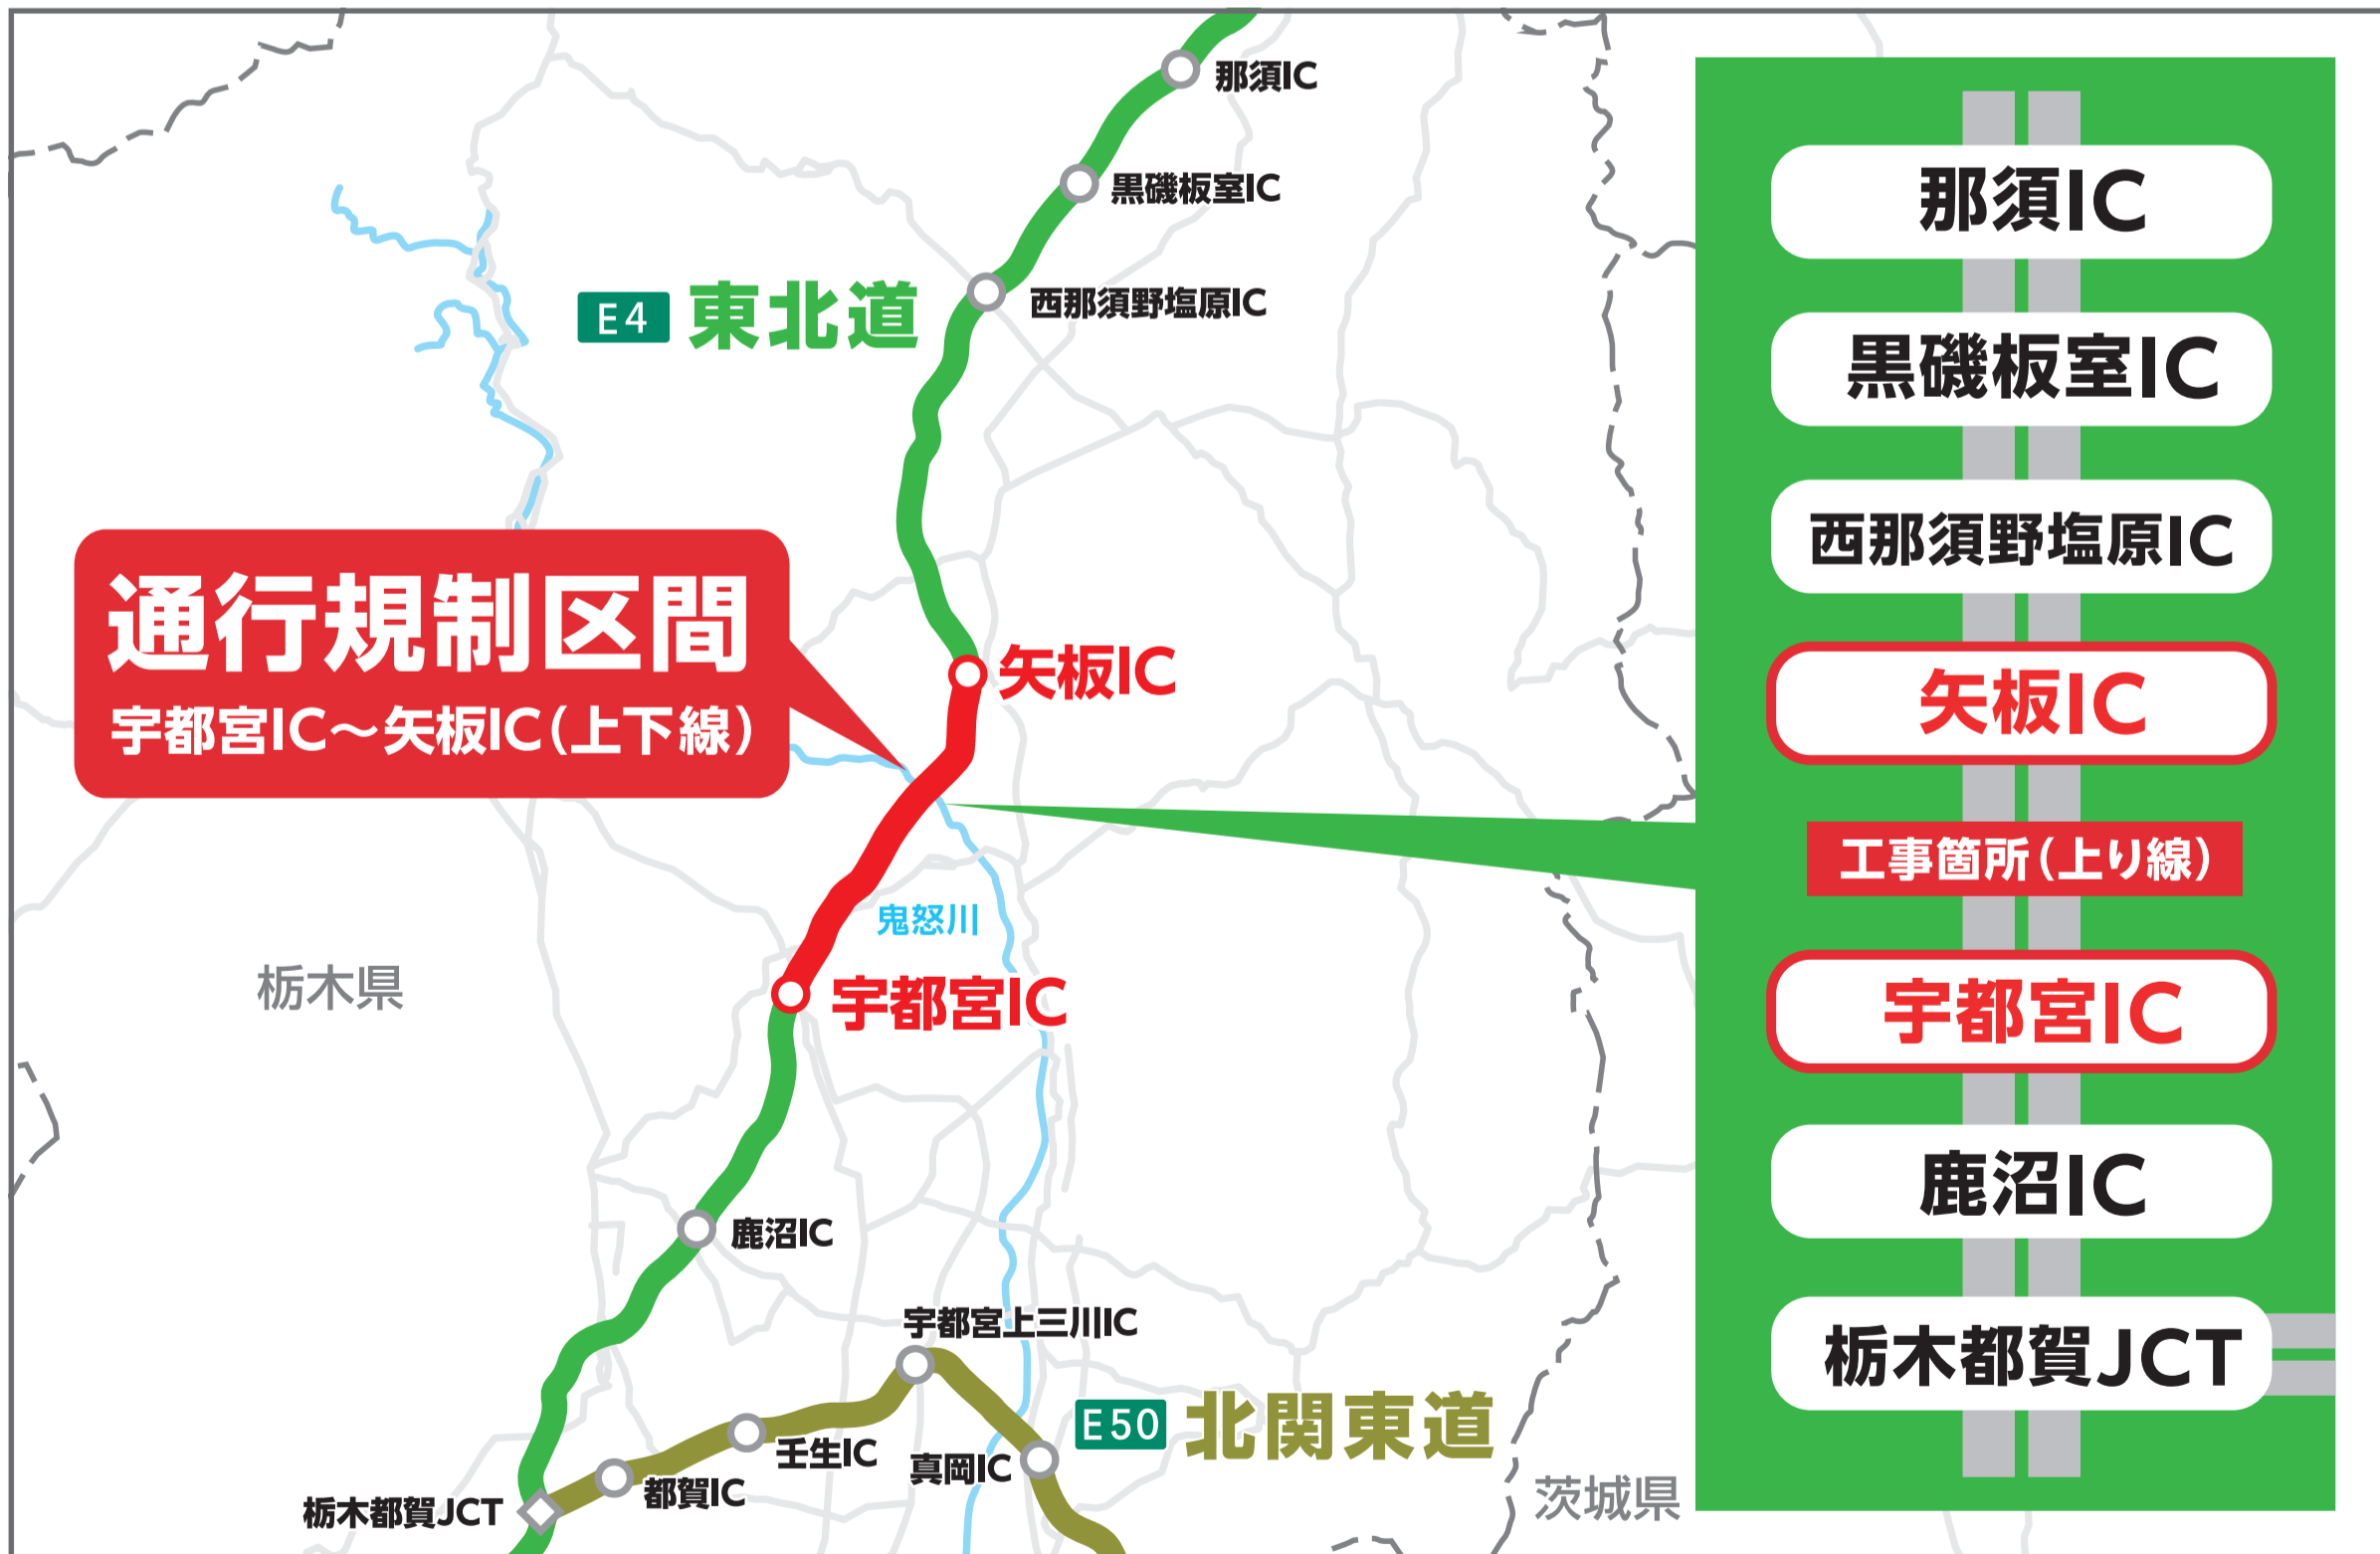 那須IC
黒磯板室IC
西那須野塩原IC
E4 東北道
通行規制区間
宇都宮IC～矢板IC（上下線）
矢板IC
鬼怒川
栃木県
宇都宮IC
鹿沼IC
宇都宮上三川IC
E50 北関東道
壬生IC
真岡IC
都賀IC
栃木都賀JCT
茨城県
那須IC
黒磯板室IC
西那須野塩原IC
矢板IC
工事箇所（上り線）
宇都宮IC
鹿沼IC
栃木都賀JCT